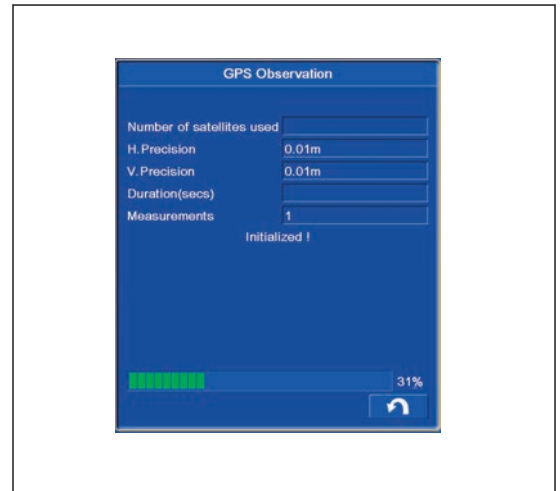 GPS Observation
Number of satellites used
H.Precision 0.01m
V.Precision 0.01m
Duration(secs)
Measurements 1
Initialized !
31%